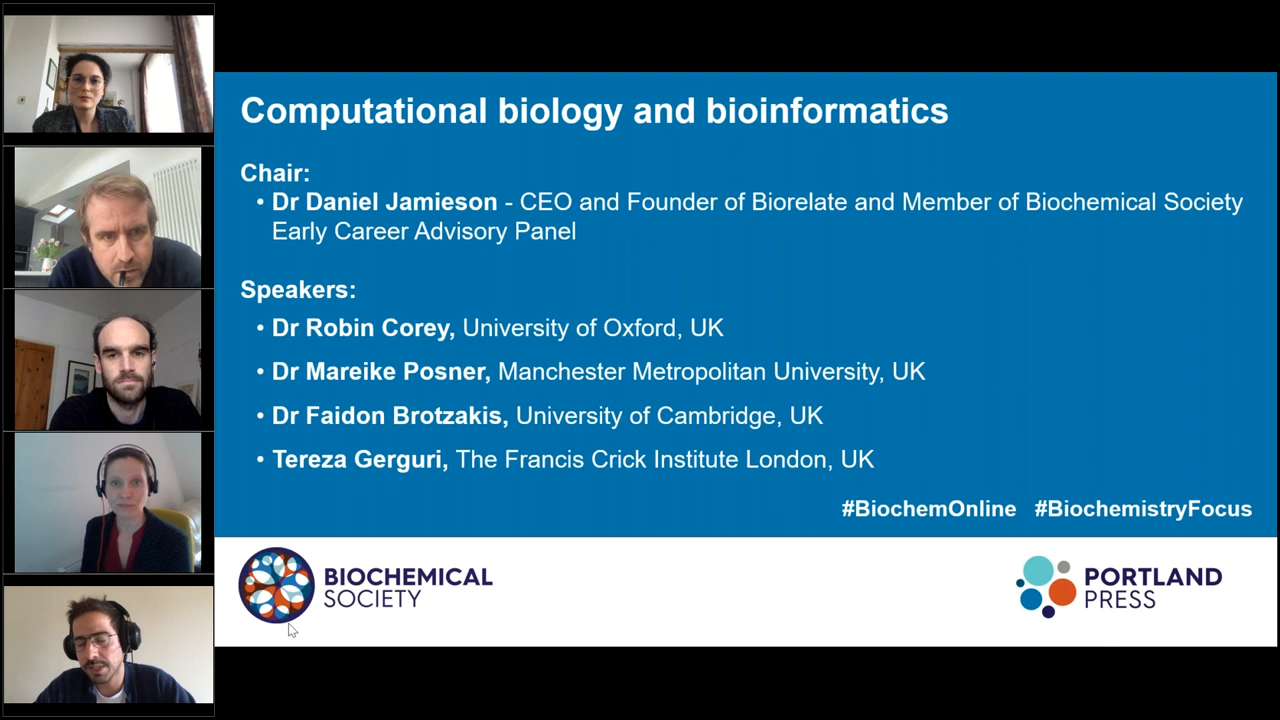 Computational biology and bioinformatics
Chair:
• Dr Daniel Jamieson - CEO and Founder of Biorelate and Member of Biochemical Society
Early Career Advisory Panel
Speakers:
• Dr Robin Corey, University of Oxford, UK
• Dr Mareike Posner, Manchester Metropolitan University, UK
• Dr Faidon Brotzakis, University of Cambridge, UK
• Tereza Gerguri, The Francis Crick Institute London, UK
#BiochemOnline #BiochemistryFocus
BIOCHEMICAL
SOCIETY
PORTLAND
PRESS